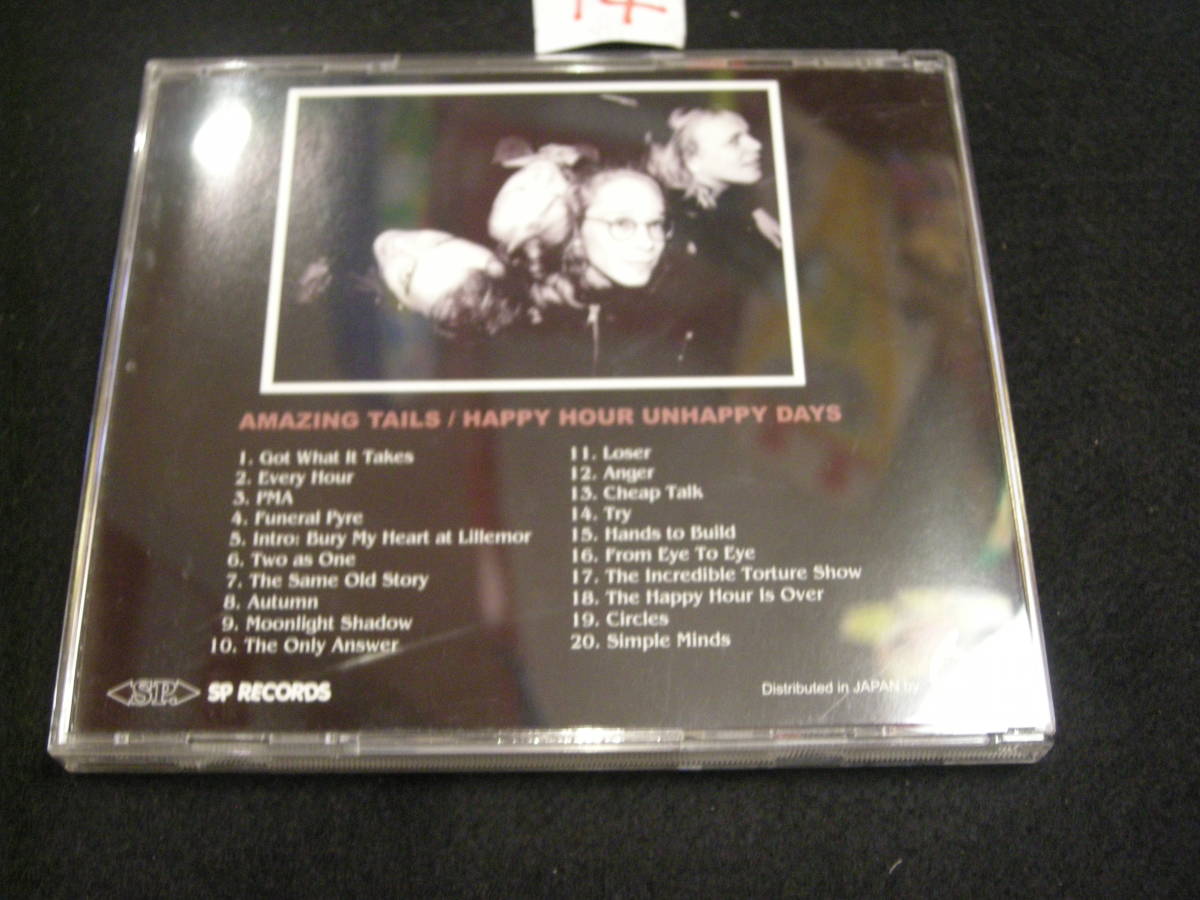 14
AMAZING TAILS / HAPPY HOUR UNHAPPY DAYS
1. Got What It Takes
2. Every Hour
3. PMA
4. Funeral Pyre
5. Intro: Bury My Heart at Lillemor
6. Two as One
7. The Same Old Story
8. Autumn
9. Moonlight Shadow
10. The Only Answer
11. Loser
12. Anger
13. Cheap Talk
14. Try
15. Hands to Build
16. From Eye To Eye
17. The Incredible Torture Show
18. The Happy Hour Is Over
19. Circles
20. Simple Minds
SP. SP RECORDS
Distributed in JAPAN by